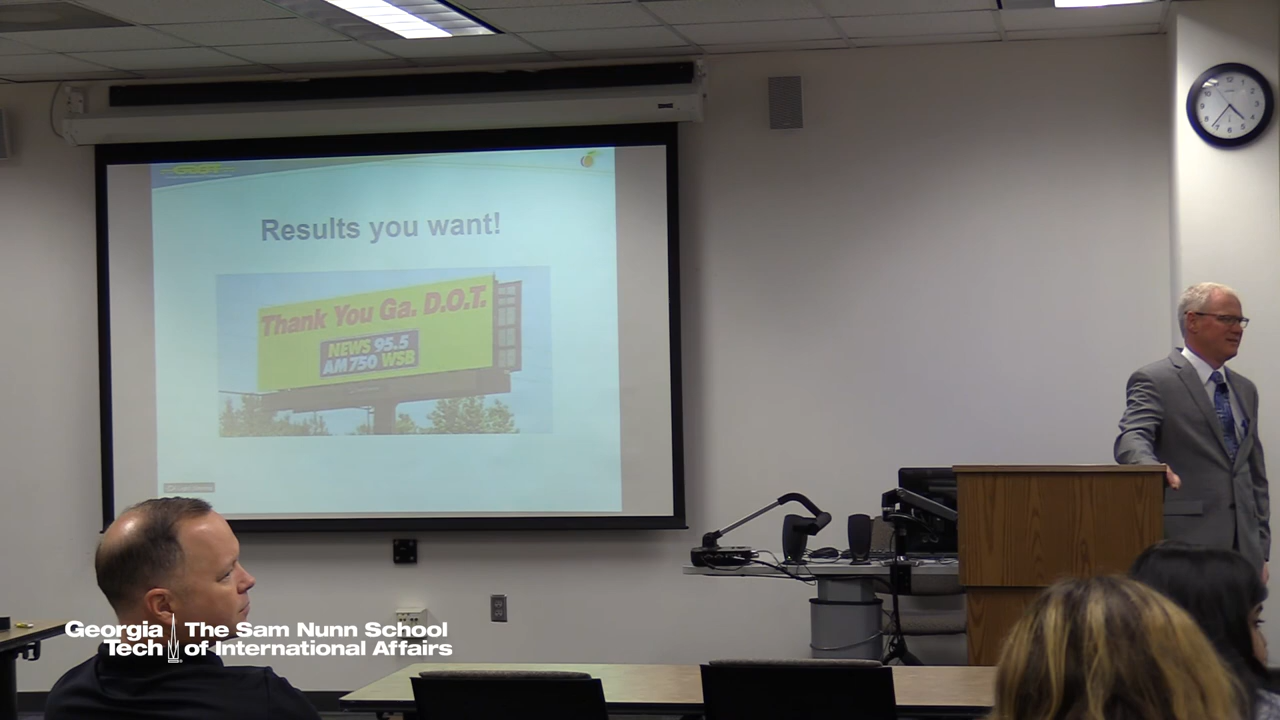 GDOT
Results you want!
Thank You Ga. D.O.T.
NEWS 95.5
AM 750 WSB
Georgia Tech
The Sam Nunn School
of International Affairs